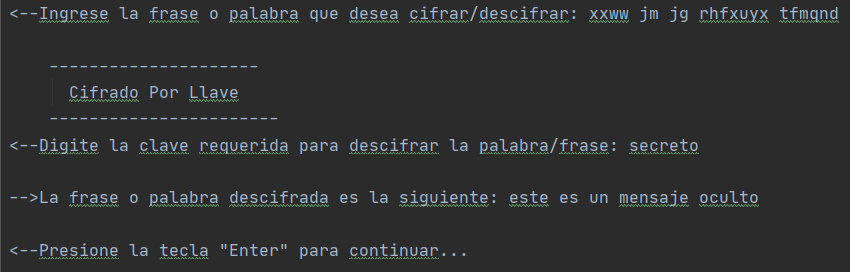 <--Ingrese la frase o palabra que desea cifrar/descifrar: xxww jm jg rhfxuyx tfmqnd
---------------------
Cifrado Por Llave
-----------------------
<--Digite la clave requerida para descifrar la palabra/frase: secreto
-->La frase o palabra descifrada es la siguiente: este es un mensaje oculto
<--Presione la tecla "Enter" para continuar...